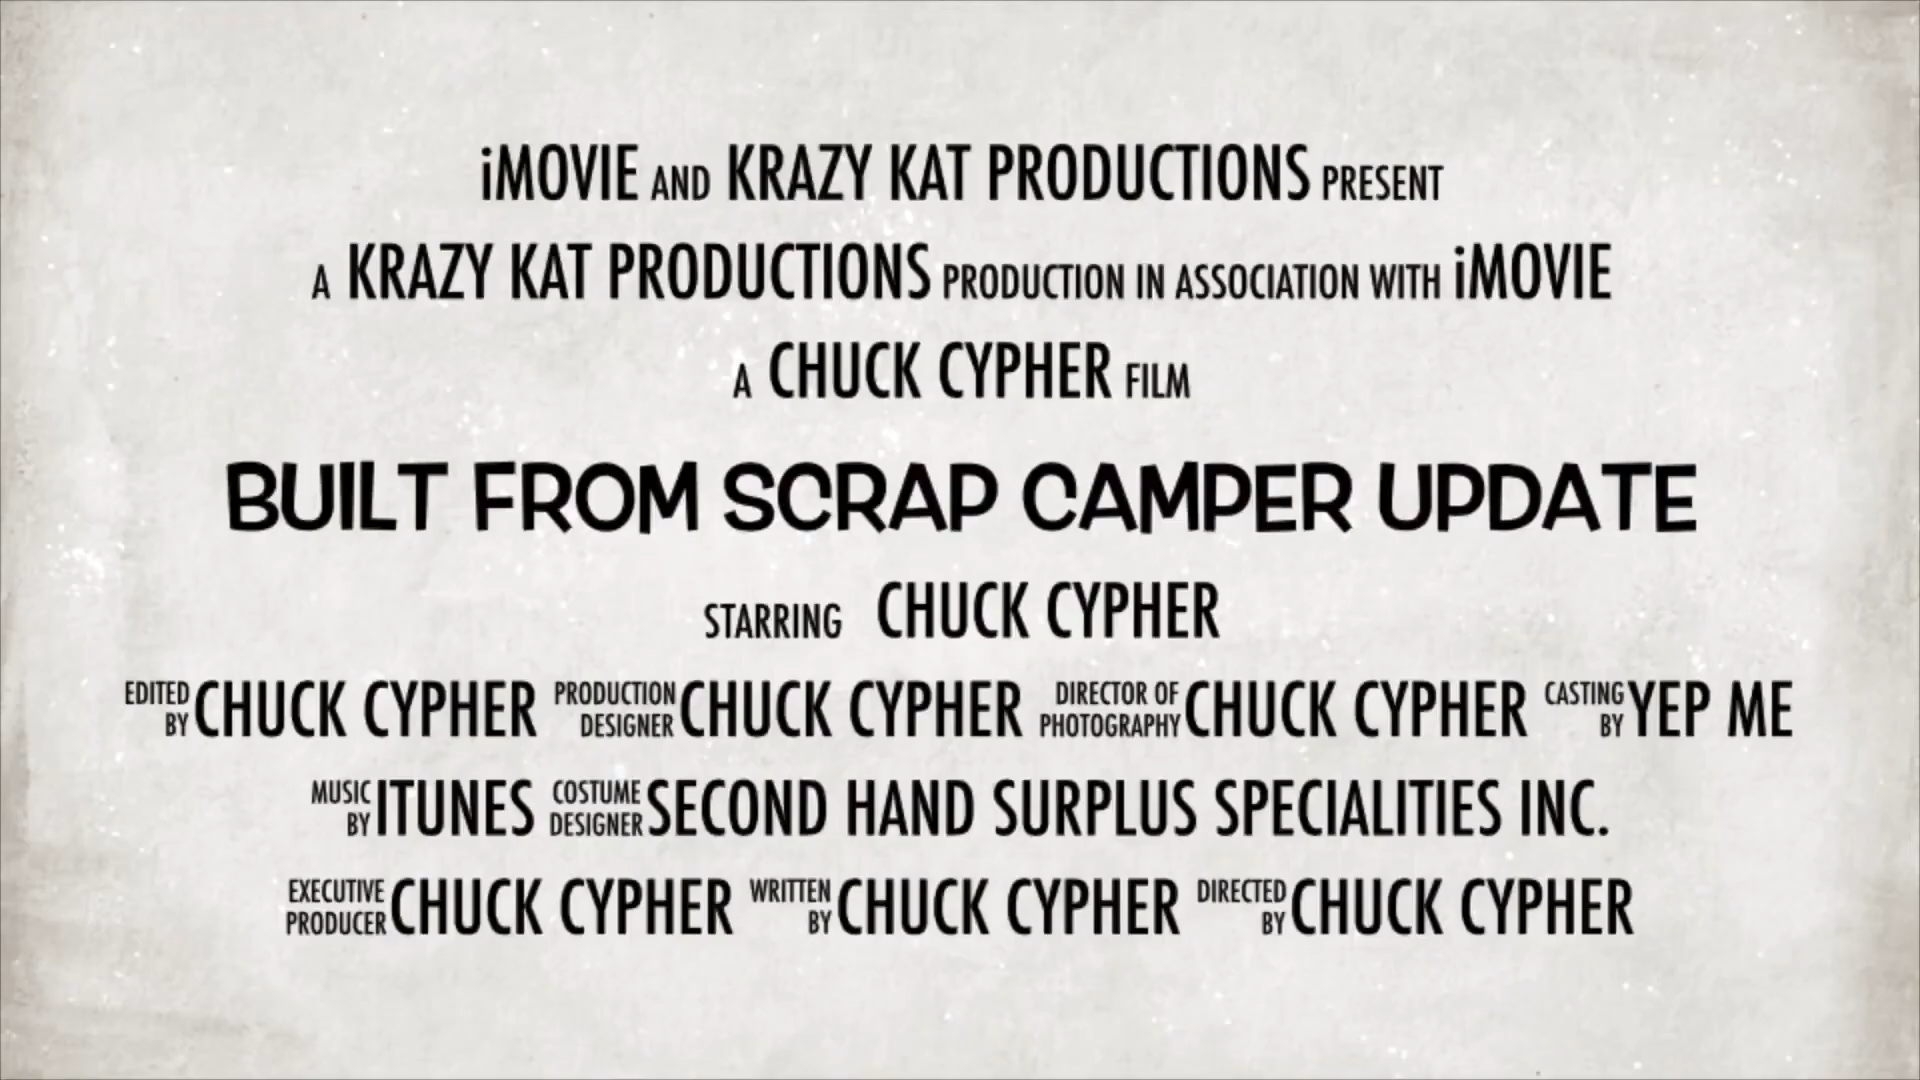 iMOVIE AND KRAZY KAT PRODUCTIONS PRESENT
A KRAZY KAT PRODUCTIONS PRODUCTION IN ASSOCIATION WITH iMOVIE
A CHUCK CYPHER FILM
BUILT FROM SCRAP CAMPER UPDATE
STARRING CHUCK CYPHER
EDITED BY CHUCK CYPHER PRODUCTION DESIGNER CHUCK CYPHER DIRECTOR OF PHOTOGRAPHY CHUCK CYPHER CASTING BY YEP ME
MUSIC BY ITUNES COSTUME DESIGNER SECOND HAND SURPLUS SPECIALITIES INC.
EXECUTIVE PRODUCER CHUCK CYPHER WRITTEN BY CHUCK CYPHER DIRECTED BY CHUCK CYPHER